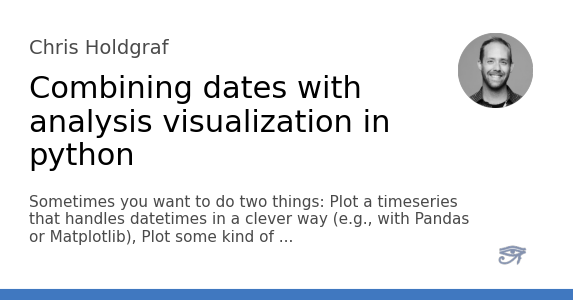 Chris Holdgraf
Combining dates with
analysis visualization in
python
Sometimes you want to do two things: Plot a timeseries
that handles datetimes in a clever way (e.g., with Pandas
or Matplotlib), Plot some kind of ...